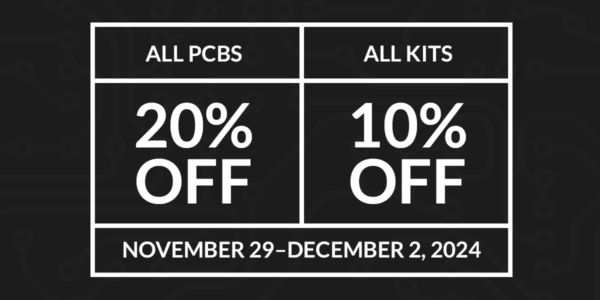 ALL PCBS
ALL KITS
20%
OFF
10%
OFF
NOVEMBER 29–DECEMBER 2, 2024